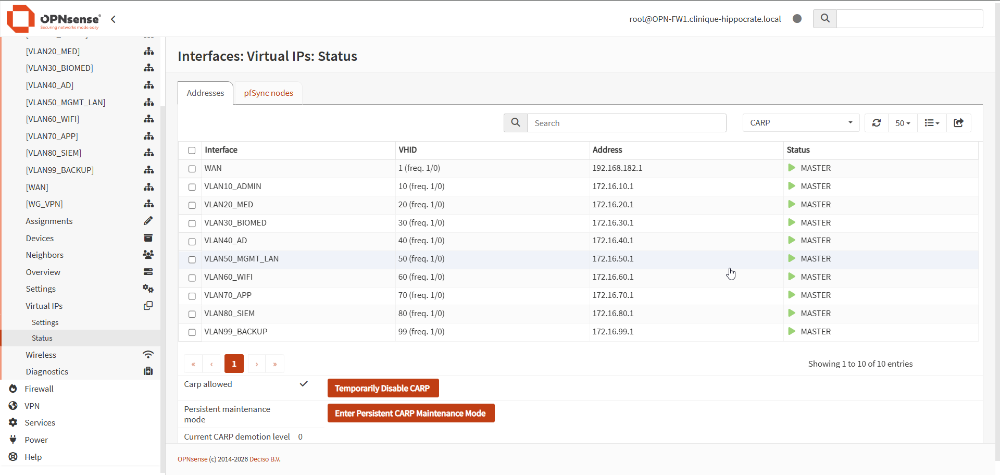 OPNsense®
Securing networks made easy
root@OPN-FW1.clinique-hippocrate.local
[VLAN20_MED]
[VLAN30_BIOMED]
[VLAN40_AD]
[VLAN50_MGMT_LAN]
[VLAN60_WIFI]
[VLAN70_APP]
[VLAN80_SIEM]
[VLAN99_BACKUP]
[WAN]
[WG_VPN]
Assignments
Devices
Neighbors
Overview
Settings
Virtual IPs
Settings
Status
Wireless
Diagnostics
Firewall
VPN
Services
Power
Help
Interfaces: Virtual IPs: Status
Addresses pfSync nodes
Search CARP 50
Interface VHID Address Status
WAN 1 (freq. 1/0) 192.168.182.1 MASTER
VLAN10_ADMIN 10 (freq. 1/0) 172.16.10.1 MASTER
VLAN20_MED 20 (freq. 1/0) 172.16.20.1 MASTER
VLAN30_BIOMED 30 (freq. 1/0) 172.16.30.1 MASTER
VLAN40_AD 40 (freq. 1/0) 172.16.40.1 MASTER
VLAN50_MGMT_LAN 50 (freq. 1/0) 172.16.50.1 MASTER
VLAN60_WIFI 60 (freq. 1/0) 172.16.60.1 MASTER
VLAN70_APP 70 (freq. 1/0) 172.16.70.1 MASTER
VLAN80_SIEM 80 (freq. 1/0) 172.16.80.1 MASTER
VLAN99_BACKUP 99 (freq. 1/0) 172.16.99.1 MASTER
« ‹ 1 › » Showing 1 to 10 of 10 entries
Carp allowed Temporarily Disable CARP
Persistent maintenance
mode
Enter Persistent CARP Maintenance Mode
Current CARP demotion level 0
OPNsense (c) 2014-2026 Deciso B.V.